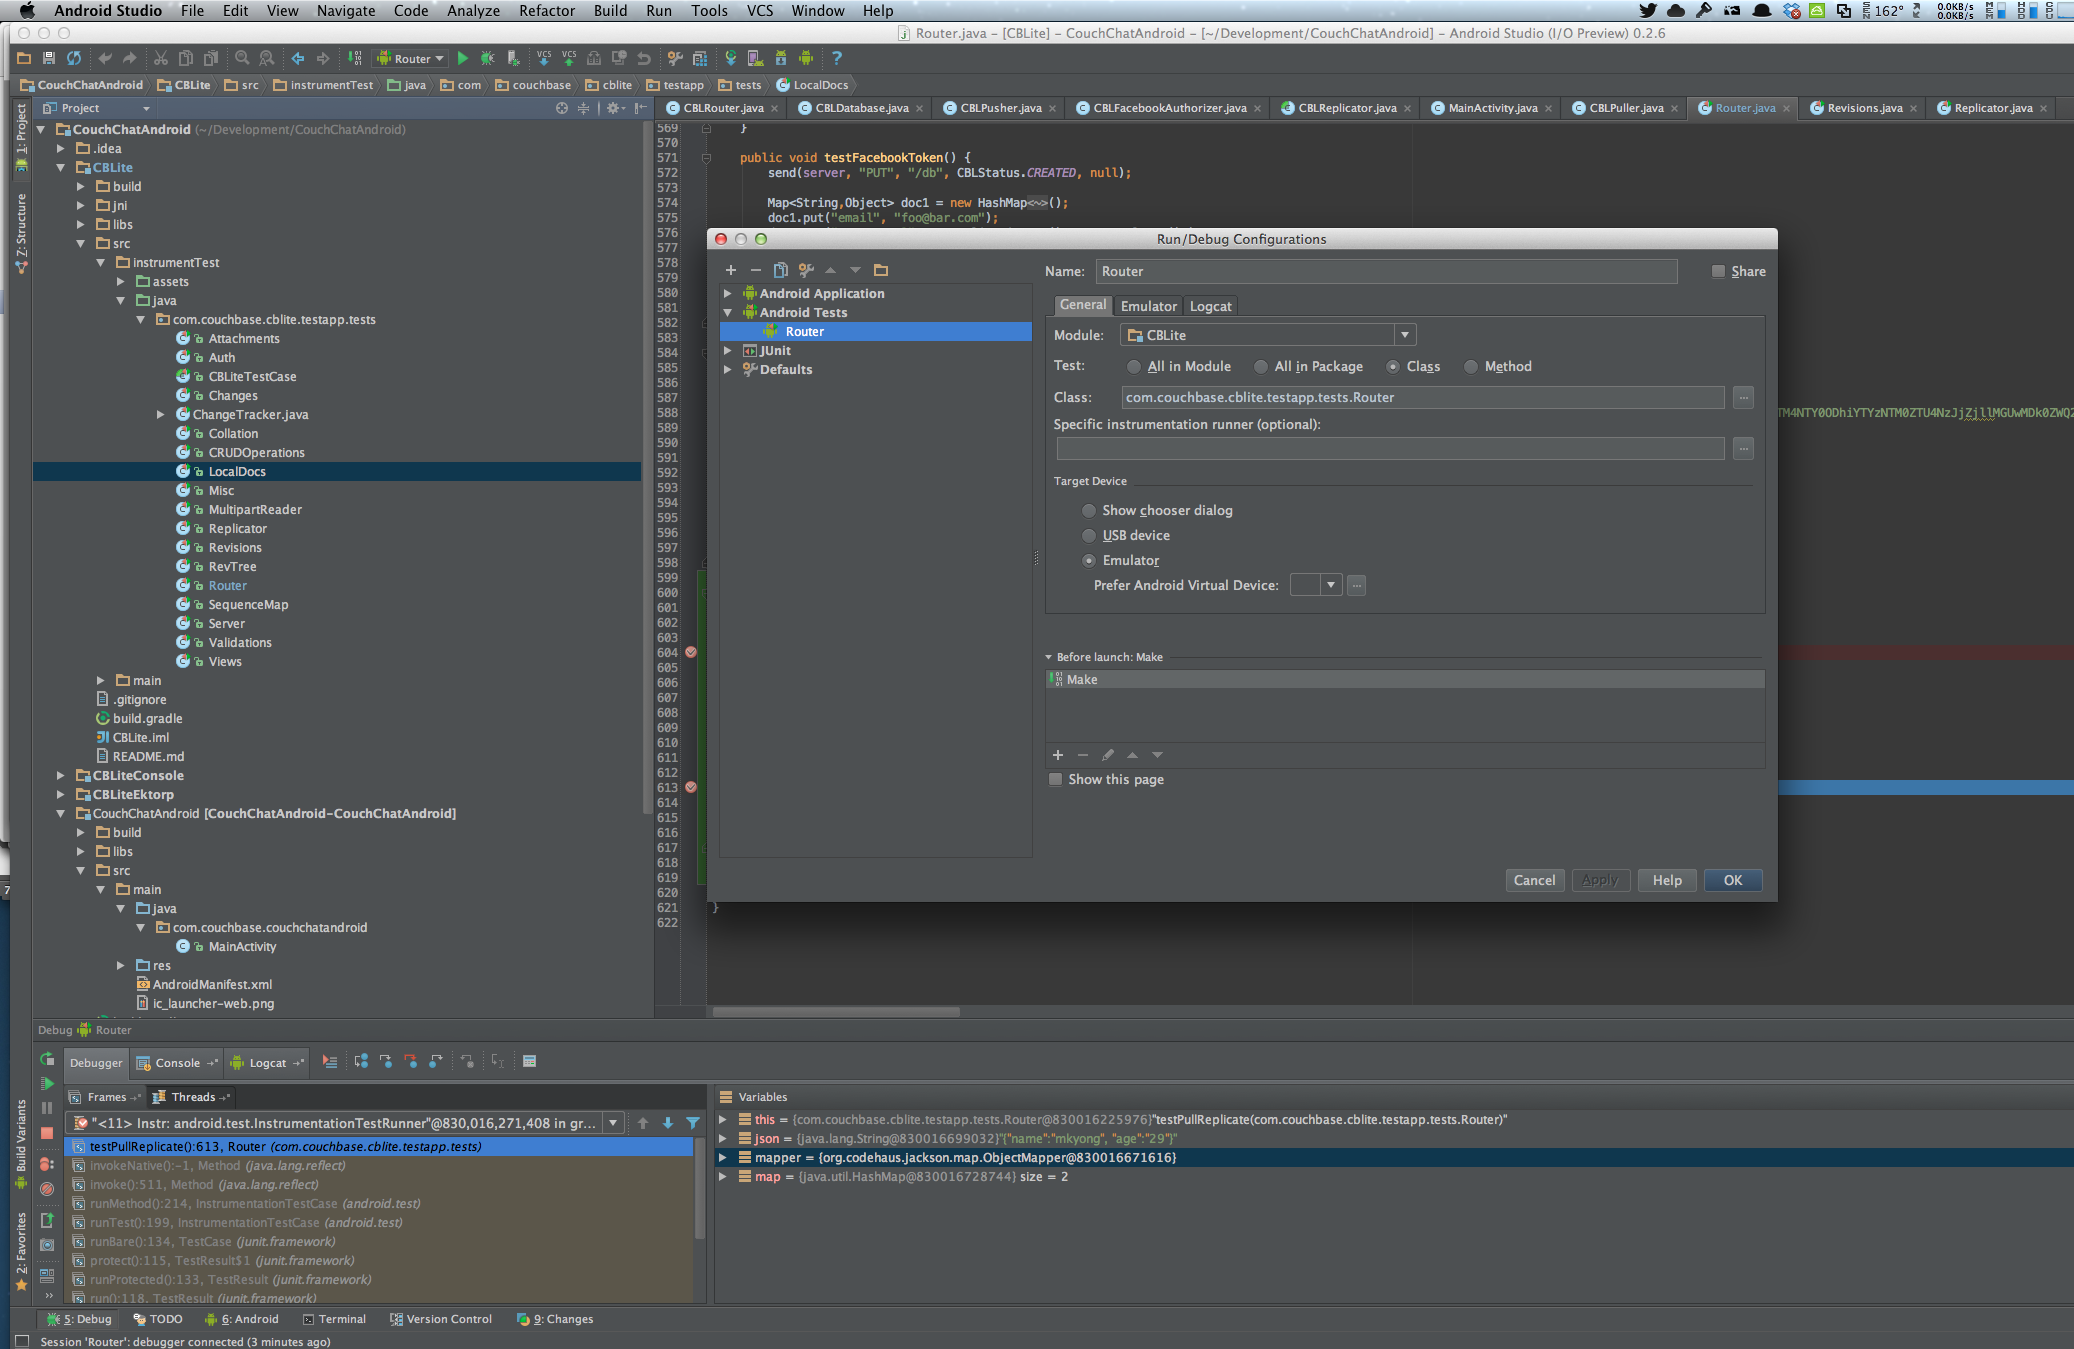 Android Studio File Edit View Navigate Code Analyze Refactor Build Run Tools VCS Window Help
162° 0.0KB/s 0.0KB/s
Router.java – [CBLite] – CouchChatAndroid – [~/Development/CouchChatAndroid] – Android Studio (I/O Preview) 0.2.6
Router
CouchChatAndroid CBLite src instrumentTest java com couchbase cblite testapp tests LocalDocs
1: Project
Z: Structure
Build Variants
2: Favorites
Project
CouchChatAndroid (~/Development/CouchChatAndroid)
.idea
CBLite
build
jni
libs
src
instrumentTest
assets
java
com.couchbase.cblite.testapp.tests
Attachments
Auth
CBLiteTestCase
Changes
ChangeTracker.java
Collation
CRUDOperations
LocalDocs
Misc
MultipartReader
Replicator
Revisions
RevTree
Router
SequenceMap
Server
Validations
Views
main
.gitignore
build.gradle
CBLite.iml
README.md
CBLiteConsole
CBLiteEktorp
CouchChatAndroid [CouchChatAndroid-CouchChatAndroid]
build
libs
src
main
java
com.couchbase.couchchatandroid
MainActivity
res
AndroidManifest.xml
ic_launcher-web.png
CBLRouter.java CBLDatabase.java CBLPusher.java CBLFacebookAuthorizer.java CBLReplicator.java MainActivity.java CBLPuller.java Router.java Revisions.java Replicator.java
569 }
570
571 public void testFacebookToken() {
572 send(server, "PUT", "/db", CBLStatus.CREATED, null);
573
574 Map<String,Object> doc1 = new HashMap<~>();
575 doc1.put("email", "foo@bar.com");
576
577
578
579
580
581
582
583
584
585
586
587
588
589
590
591
592
593
594
595
596
597
598
599
600
601
602
603
604
605
606
607
608
609
610
611
612
613
614
615
616
617
618
619
620
621 }
622
Run/Debug Configurations
Android Application
Android Tests
Router
JUnit
Defaults
Name: Router Share
General Emulator Logcat
Module: CBLite
Test: All in Module All in Package Class Method
Class: com.couchbase.cblite.testapp.tests.Router
Specific instrumentation runner (optional):
Target Device
Show chooser dialog
USB device
Emulator
Prefer Android Virtual Device:
Before launch: Make
Make
Show this page
Cancel Apply Help OK
Debug Router
Debugger Console Logcat
Frames Threads
"<11> Instr: android.test.InstrumentationTestRunner"@830,016,271,408 in gr...
testPullReplicate():613, Router (com.couchbase.cblite.testapp.tests)
invokeNative():-1, Method (java.lang.reflect)
invoke():511, Method (java.lang.reflect)
runMethod():214, InstrumentationTestCase (android.test)
runTest():199, InstrumentationTestCase (android.test)
runBare():134, TestCase (junit.framework)
protect():115, TestResult$1 (junit.framework)
runProtected():133, TestResult (junit.framework)
run():118, TestResult (junit.framework)
Variables
this = {com.couchbase.cblite.testapp.tests.Router@830016225976}"testPullReplicate(com.couchbase.cblite.testapp.tests.Router)"
json = {java.lang.String@830016699032}"{"name":"mkyong", "age":"29"}"
mapper = {org.codehaus.jackson.map.ObjectMapper@830016671616}
map = {java.util.HashMap@830016728744} size = 2
5: Debug TODO 6: Android Terminal Version Control 9: Changes
Session 'Router': debugger connected (3 minutes ago)